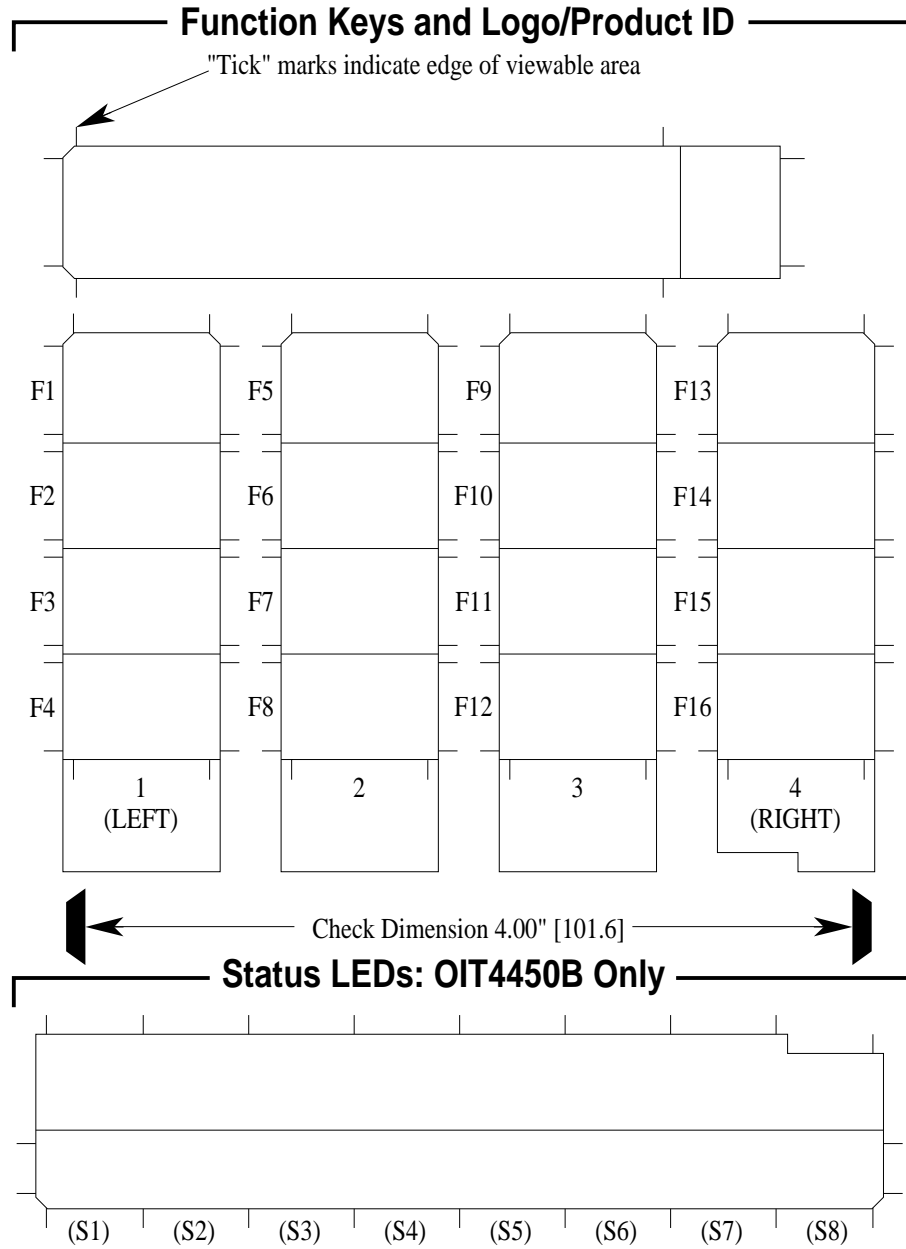 Function Keys and Logo/Product ID
"Tick" marks indicate edge of viewable area
F1 F5 F9 F13
F2 F6 F10 F14
F3 F7 F11 F15
F4 F8 F12 F16
1 2 3 4
(LEFT) (RIGHT)
Check Dimension 4.00" [101.6]
Status LEDs: OIT4450B Only
(S1) (S2) (S3) (S4) (S5) (S6) (S7) (S8)